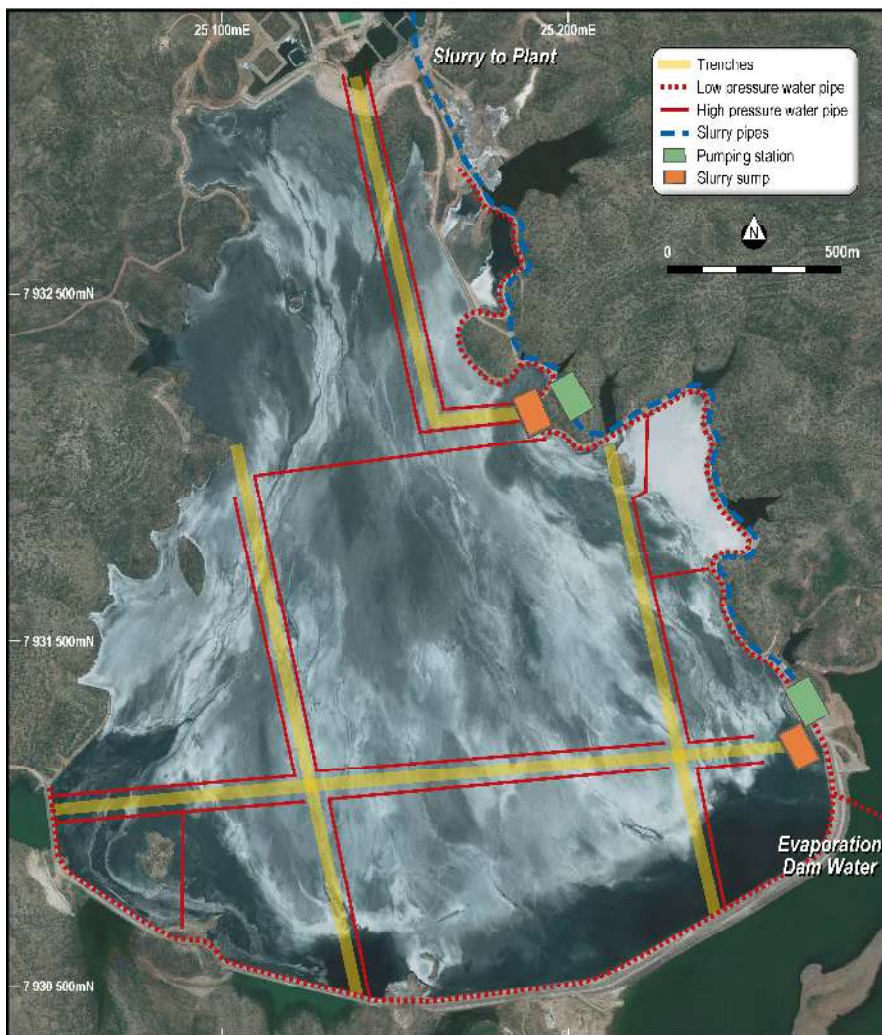 25 100mE
25 200mE
Slurry to Plant
Trenches
Low pressure water pipe
High pressure water pipe
Slurry pipes
Pumping station
Slurry sump
N
0
500m
7 932 500mN
7 931 500mN
Evaporation
Dam Water
7 930 500mN